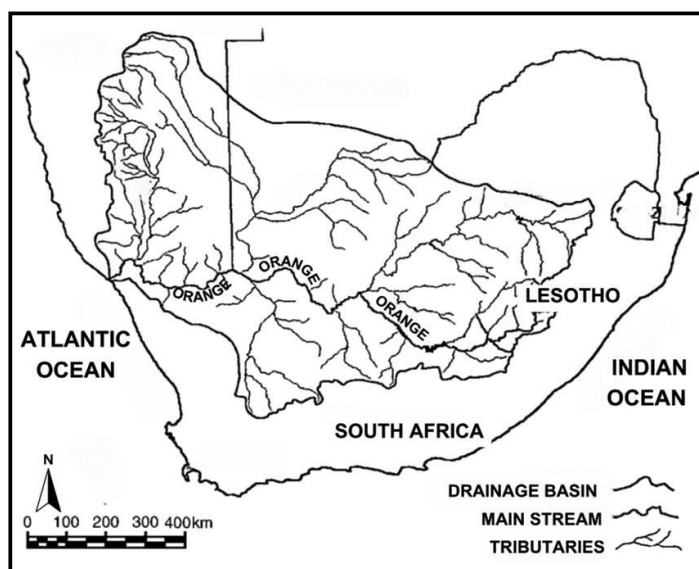 ORANGE
ORANGE
ORANGE
LESOTHO
ATLANTIC
OCEAN
INDIAN
OCEAN
SOUTH AFRICA
N
0 100 200 300 400km
DRAINAGE BASIN
MAIN STREAM
TRIBUTARIES